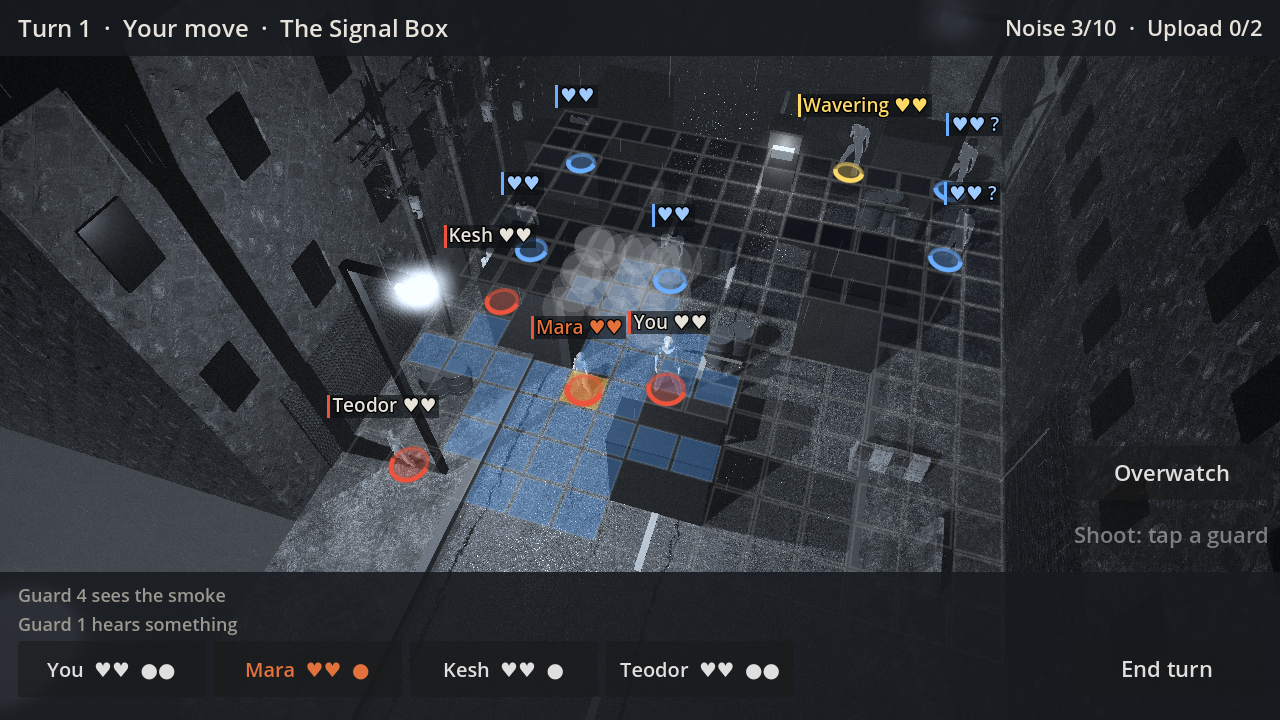 Turn 1 · Your move · The Signal Box
Noise 3/10 · Upload 0/2
♥♥
Wavering ♥♥
♥♥ ?
♥♥
♥♥ ?
♥♥
Kesh ♥♥
Mara ♥♥
You ♥♥
Teodor ♥♥
Overwatch
Shoot: tap a guard
Guard 4 sees the smoke
Guard 1 hears something
You ♥♥ ●●
Mara ♥♥ ●
Kesh ♥♥ ●
Teodor ♥♥ ●●
End turn